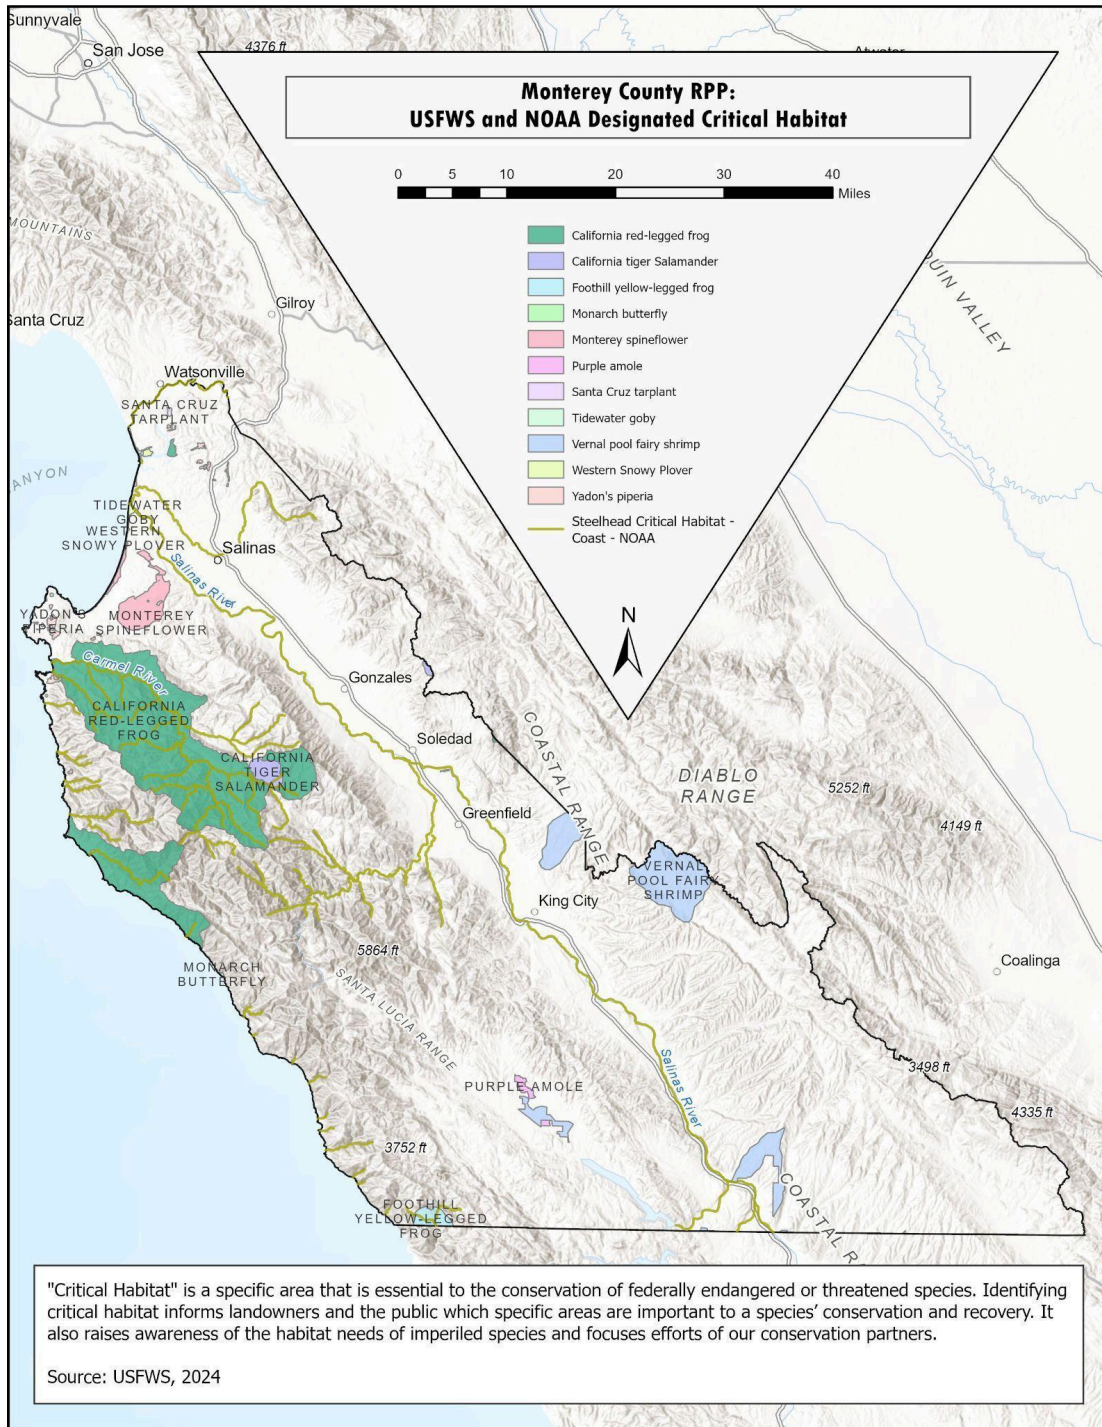 Sunnyvale
San Jose
4376 ft
Monterey County RPP:
USFWS and NOAA Designated Critical Habitat
0 5 10 20 30 40
Miles
MOUNTAINS
California red-legged frog
California tiger Salamander
Foothill yellow-legged frog
Monarch butterfly
Monterey spineflower
Purple amole
Santa Cruz tarplant
Tidewater goby
Vernal pool fairy shrimp
Western Snowy Plover
Yadon's piperia
Steelhead Critical Habitat -
Coast - NOAA
N
QUIN VALLEY
Gilroy
Santa Cruz
Watsonville
SANTA CRUZ
TARPLANT
ANYON
TIDEWATER
GOBY
WESTERN
SNOWY PLOVER
Salinas
Salinas River
YADON'S
PIPERIA
MONTEREY
SPINEFLOWER
Carmel River
CALIFORNIA
RED-LEGGED
FROG
Gonzales
Soledad
CALIFORNIA
TIGER
SALAMANDER
COASTAL RANGE
DIABLO
RANGE
5252 ft
4149 ft
Greenfield
VERNAL
POOL FAIRY
SHRIMP
King City
5864 ft
Coalinga
MONARCH
BUTTERFLY
SANTA LUCIA RANGE
Salinas River
PURPLE AMOLE
3498 ft
4335 ft
3752 ft
COASTAL RA
FOOTHILL
YELLOW-LEGGED
FROG
"Critical Habitat" is a specific area that is essential to the conservation of federally endangered or threatened species. Identifying
critical habitat informs landowners and the public which specific areas are important to a species' conservation and recovery. It
also raises awareness of the habitat needs of imperiled species and focuses efforts of our conservation partners.
Source: USFWS, 2024